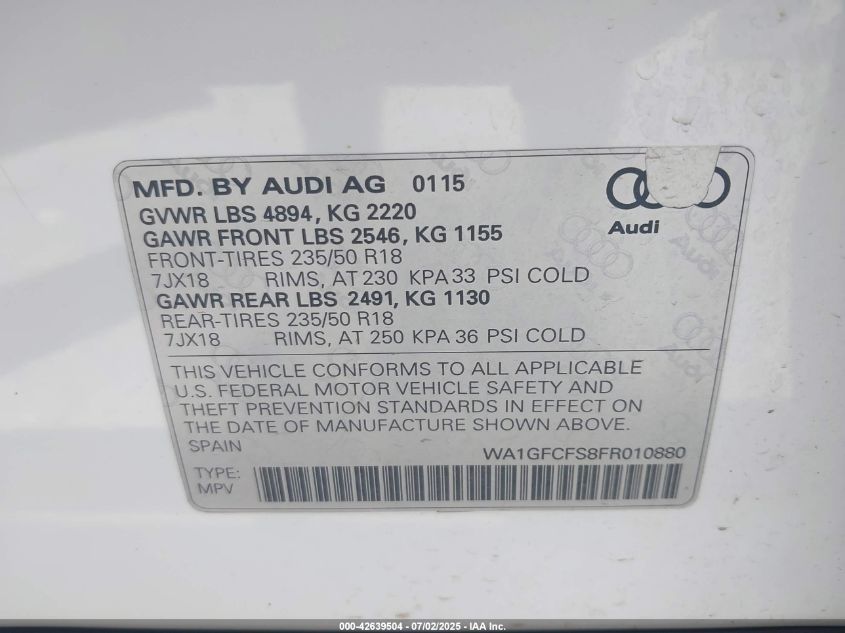 MFD. BY AUDI AG 0115
Audi
GVWR LBS 4894, KG 2220
GAWR FRONT LBS 2546, KG 1155
FRONT-TIRES 235/50 R18
7JX18 RIMS, AT 230 KPA 33 PSI COLD
GAWR REAR LBS 2491, KG 1130
REAR-TIRES 235/50 R18
7JX18 RIMS, AT 250 KPA 36 PSI COLD
THIS VEHICLE CONFORMS TO ALL APPLICABLE
U.S. FEDERAL MOTOR VEHICLE SAFETY AND
THEFT PREVENTION STANDARDS IN EFFECT ON
THE DATE OF MANUFACTURE SHOWN ABOVE.
SPAIN
WA1GFCFS8FR010880
TYPE:
MPV
000-42639504 - 07/02/2025 - IAA Inc.